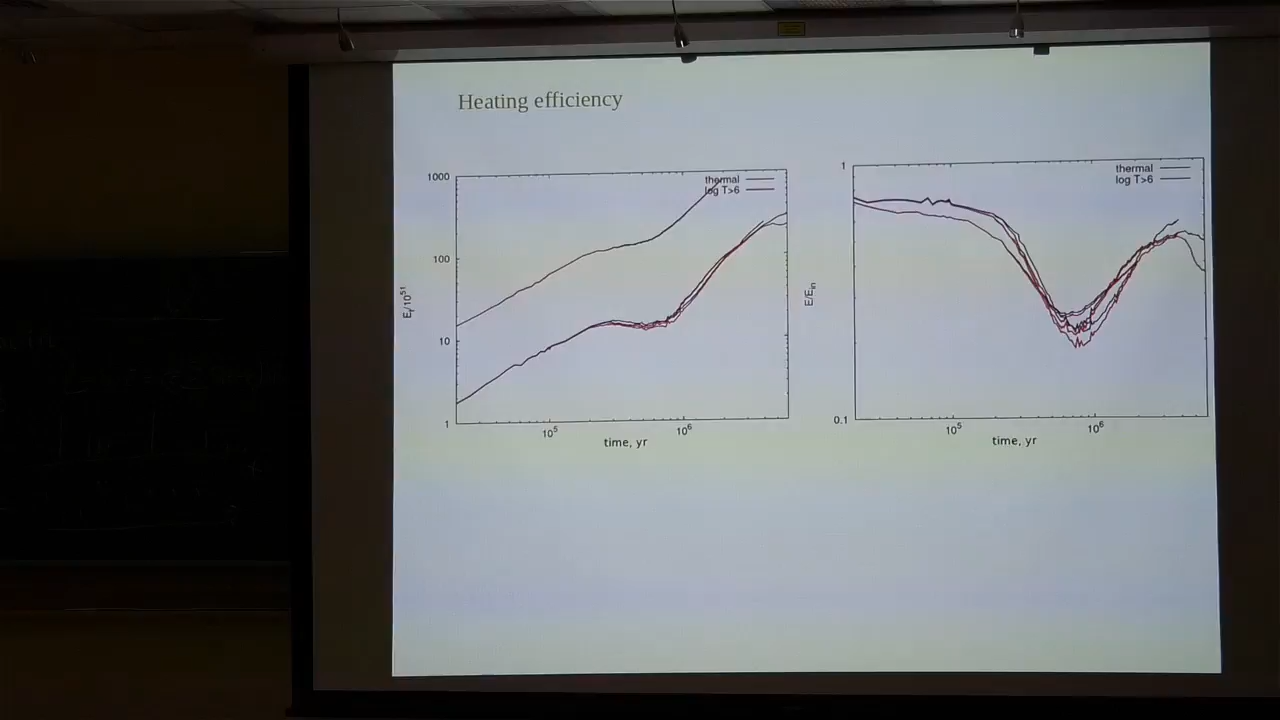 Heating efficiency
1000
100
10
1
E_f/10^51
10^5
10^6
time, yr
thermal
log T>6
1
0.1
E/E_in
10^5
10^6
time, yr
thermal
log T>6